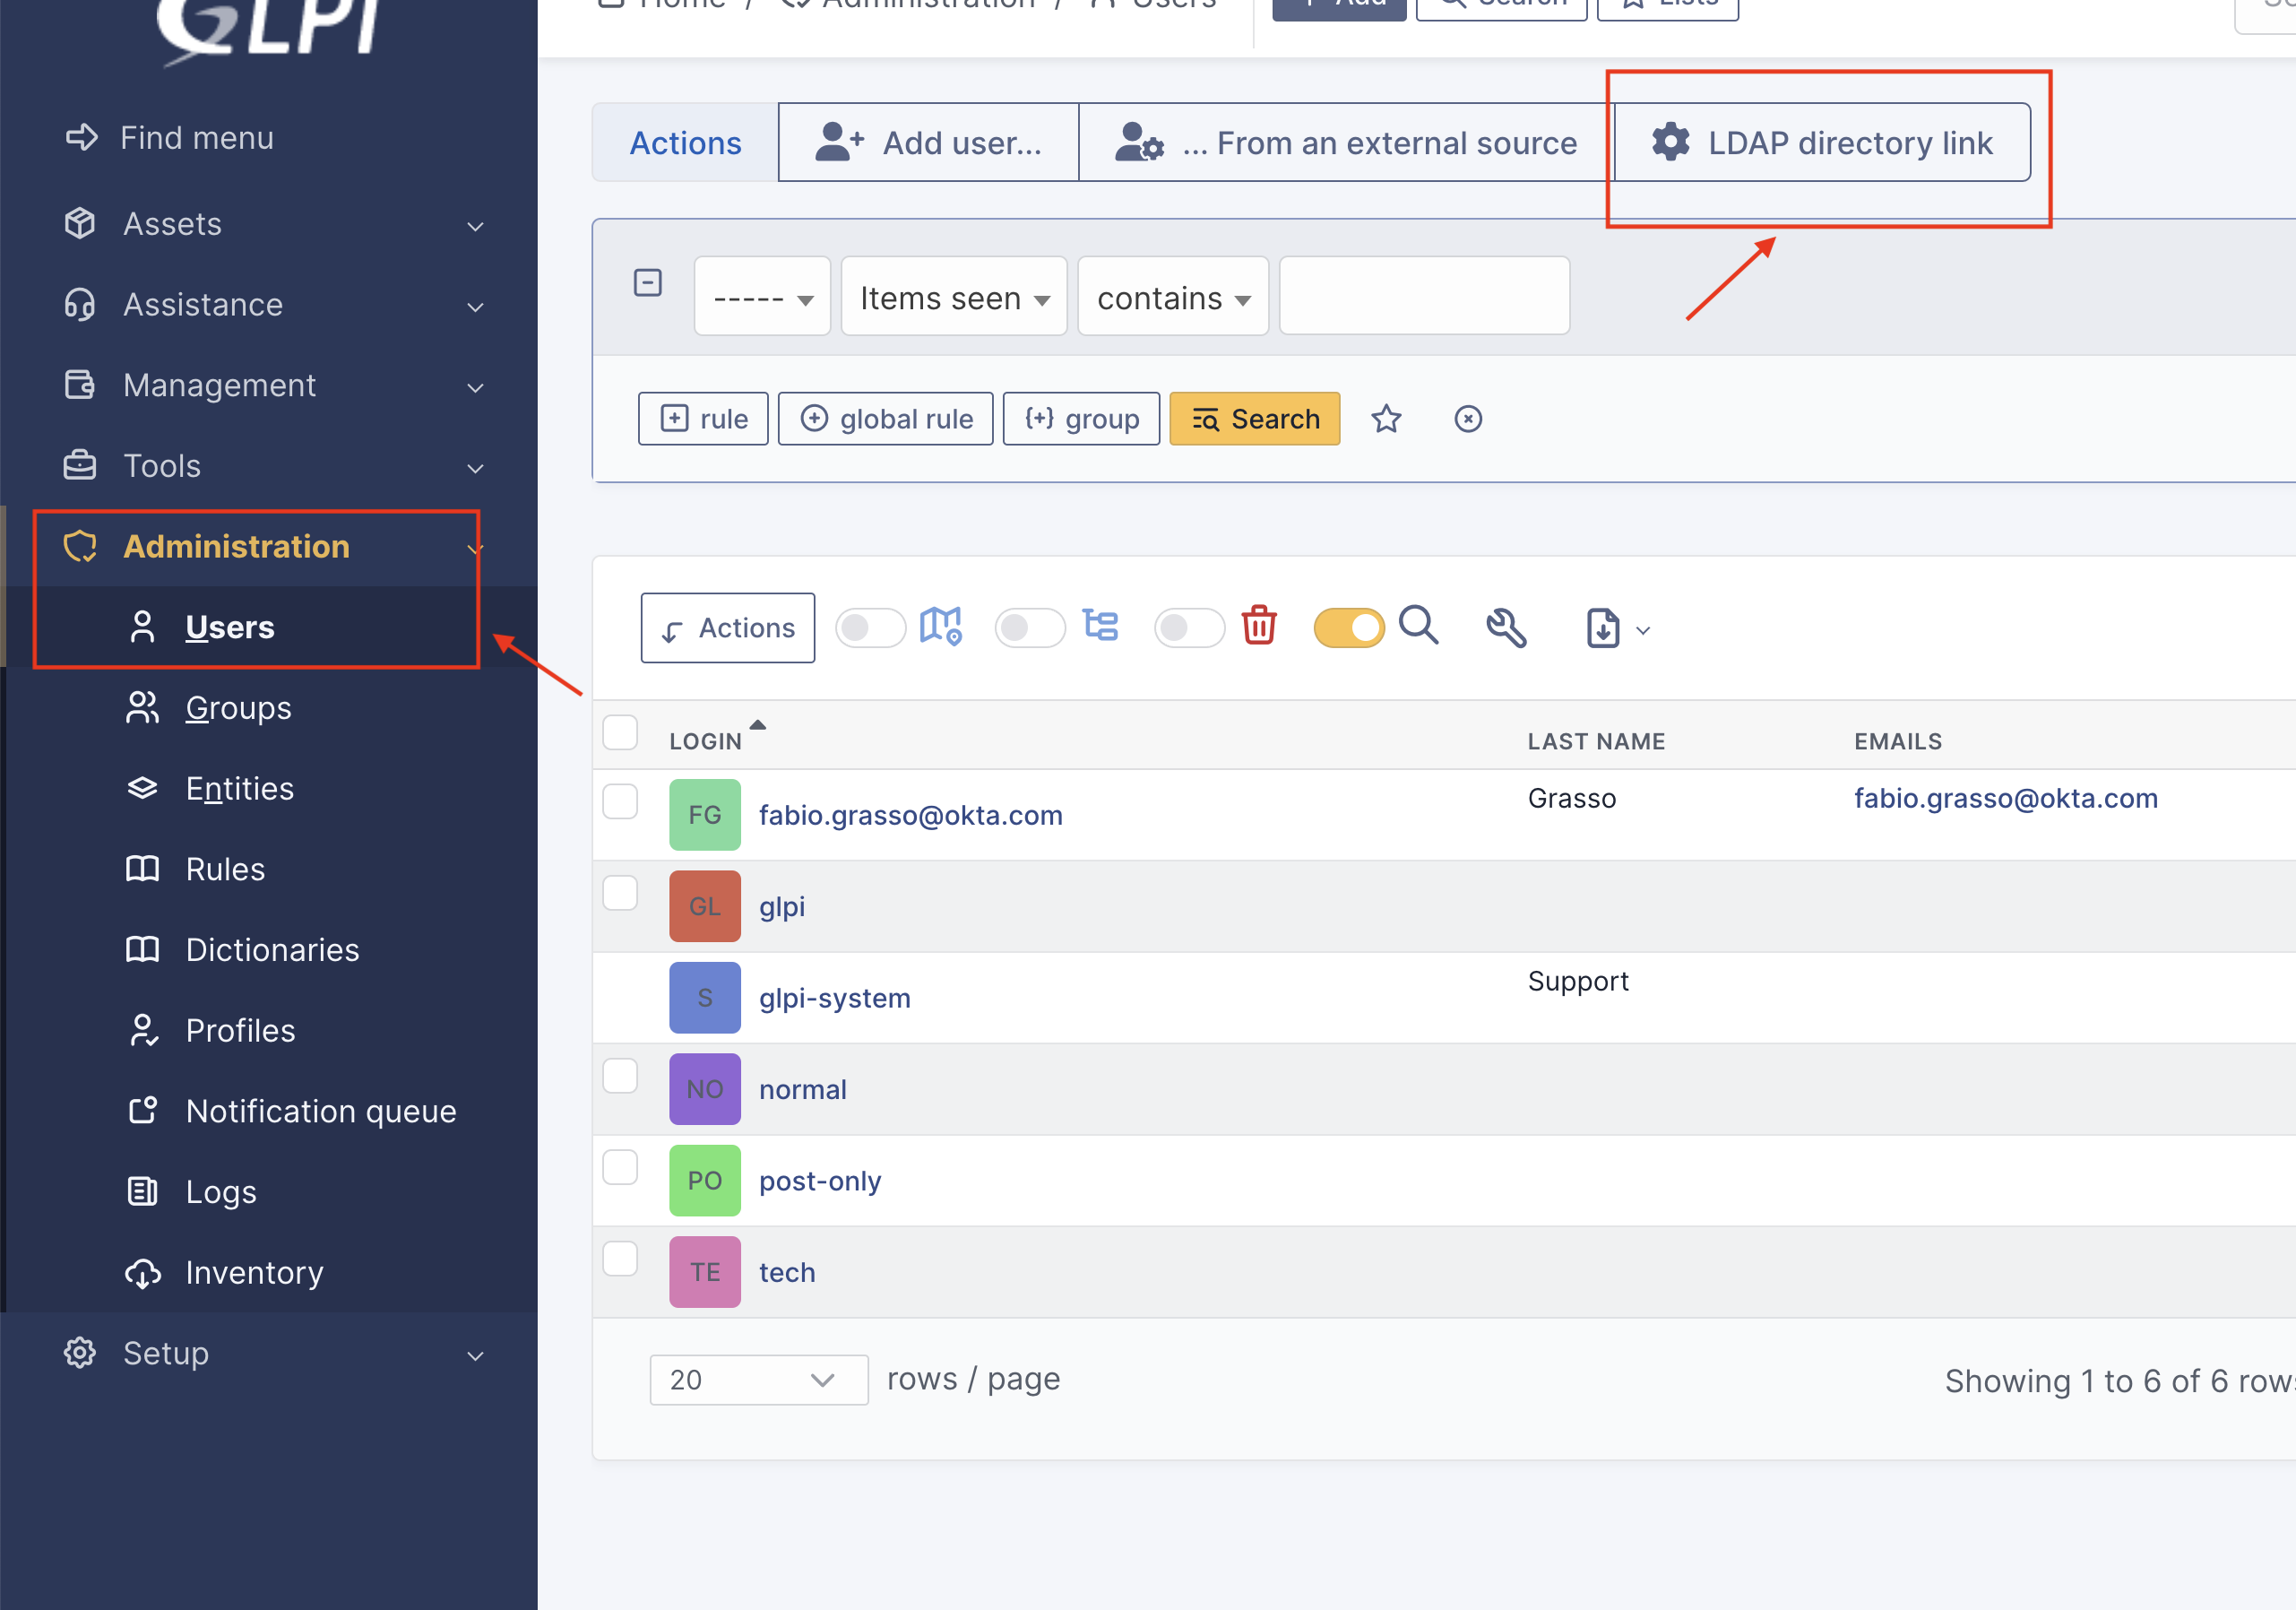 GLPI
Home / Administration / Users
+ Add
Search
Lists
Find menu
Assets
Assistance
Management
Tools
Administration
Users
Groups
Entities
Rules
Dictionaries
Profiles
Notification queue
Logs
Inventory
Setup
Actions
Add user...
... From an external source
LDAP directory link
-----
Items seen
contains
rule
global rule
group
Search
Actions
LOGIN LAST NAME EMAILS
FG fabio.grasso@okta.com Grasso fabio.grasso@okta.com
GL glpi
S glpi-system Support
NO normal
PO post-only
TE tech
20 rows / page
Showing 1 to 6 of 6 rows